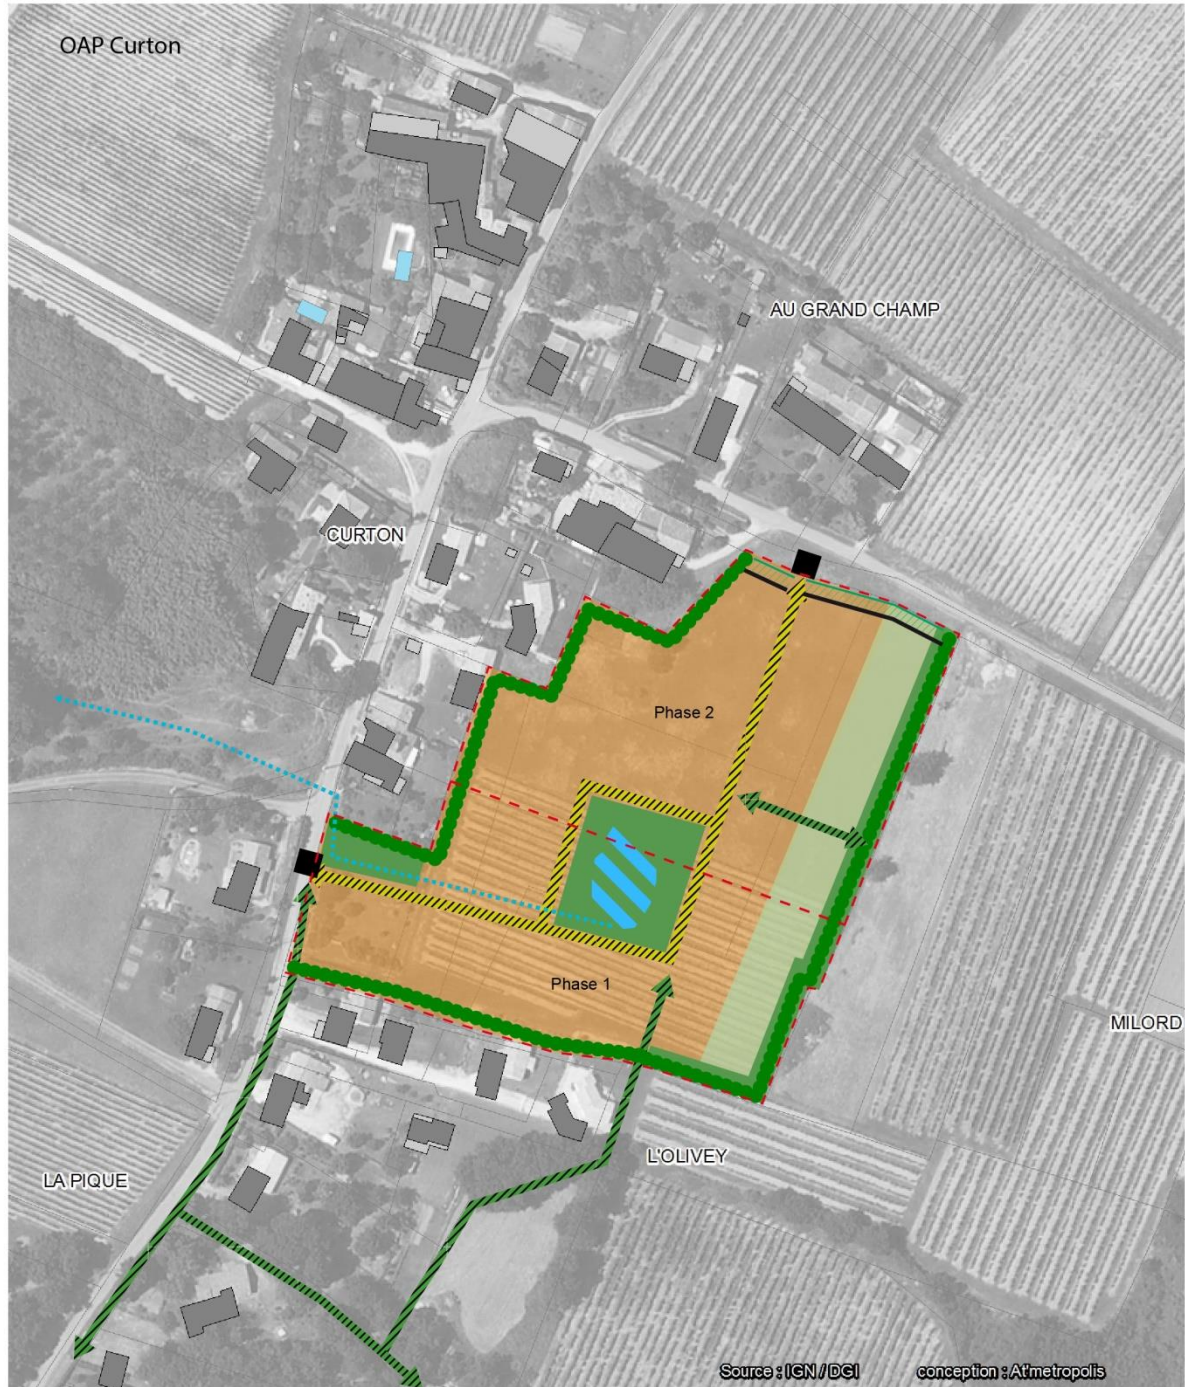 OAP Curton
AU GRAND CHAMP
CURTON
Phase 2
Phase 1
MILORD
L'OLIVEY
LA PIQUE
Source : IGN / DGI conception : At'metropolis